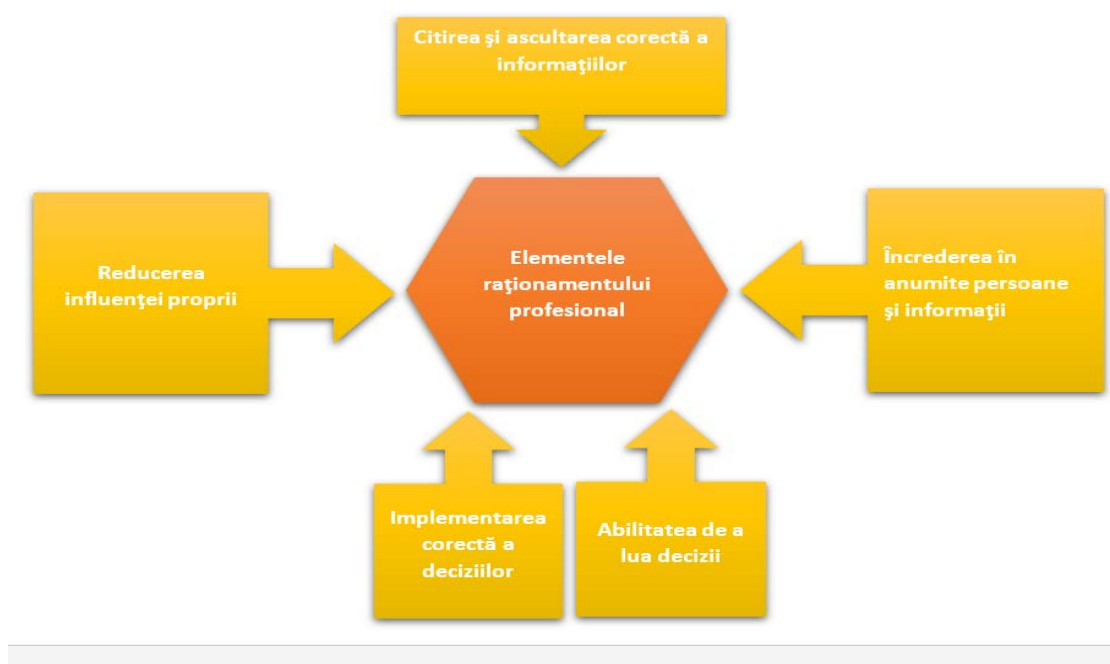 Citirea şi ascultarea corectă a
informaţiilor
Reducerea
influenţei proprii
Elementele
raţionamentului
profesional
Încrederea în
anumite persoane
şi informaţii
Implementarea
corectă a
deciziilor
Abilitatea de a
lua decizii